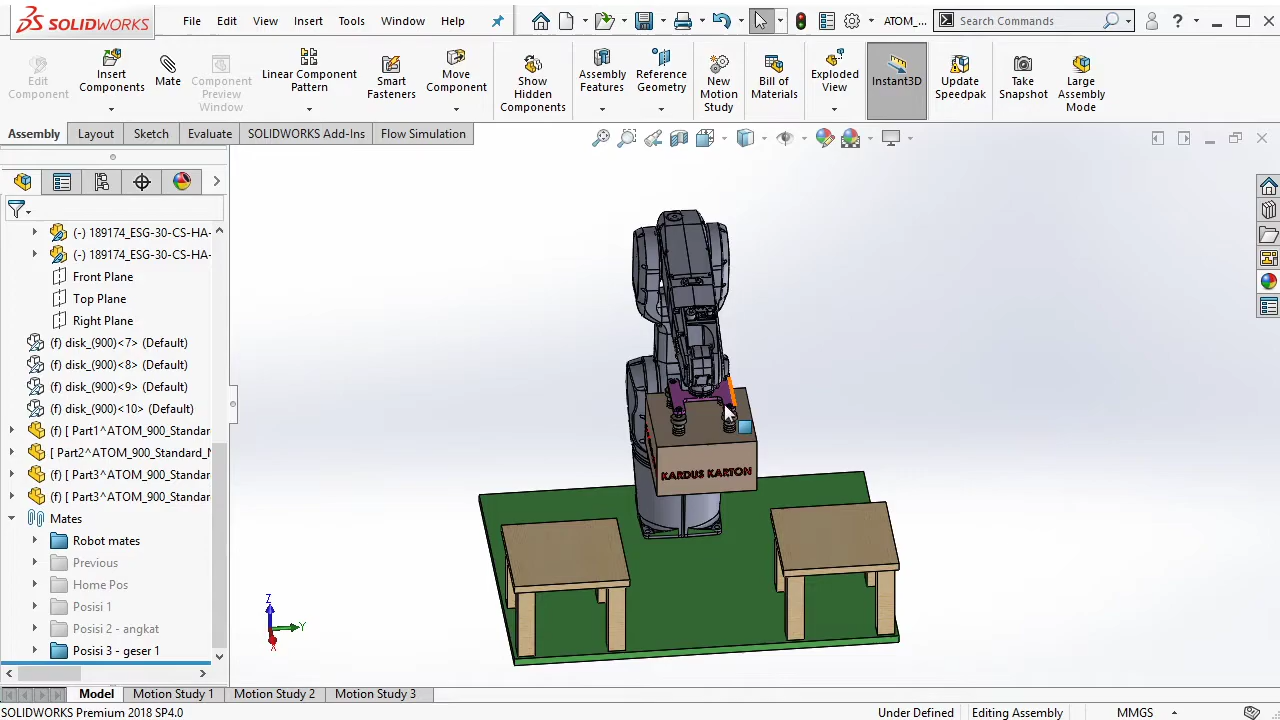 SOLIDWORKS
File Edit View Insert Tools Window Help
ATOM_...
Search Commands
Edit Component
Insert Components
Mate
Component Preview Window
Linear Component Pattern
Smart Fasteners
Move Component
Show Hidden Components
Assembly Features
Reference Geometry
New Motion Study
Bill of Materials
Exploded View
Instant3D
Update Speedpak
Take Snapshot
Large Assembly Mode
Assembly Layout Sketch Evaluate SOLIDWORKS Add-Ins Flow Simulation
(-) 189174_ESG-30-CS-HA-
(-) 189174_ESG-30-CS-HA-
Front Plane
Top Plane
Right Plane
(f) disk_(900)<7> (Default)
(f) disk_(900)<8> (Default)
(f) disk_(900)<9> (Default)
(f) disk_(900)<10> (Default)
(f) [ Part1^ATOM_900_Standar
[ Part2^ATOM_900_Standard_N
(f) [ Part3^ATOM_900_Standar
(f) [ Part3^ATOM_900_Standar
Mates
Robot mates
Previous
Home Pos
Posisi 1
Posisi 2 - angkat
Posisi 3 - geser 1
KARDUS KARTON
Z
Y
X
Model Motion Study 1 Motion Study 2 Motion Study 3
SOLIDWORKS Premium 2018 SP4.0
Under Defined Editing Assembly MMGS